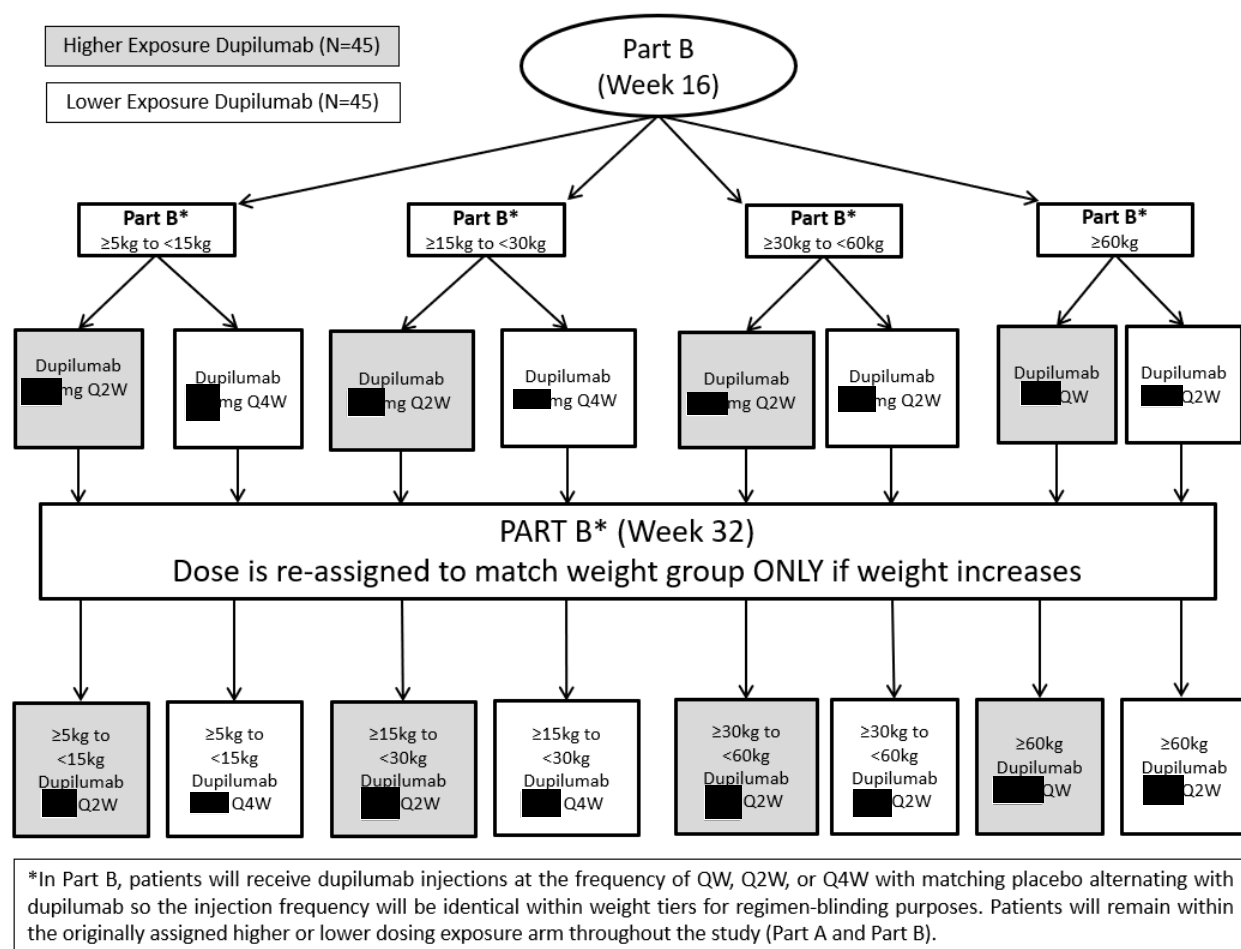 Higher Exposure Dupilumab (N=45)
Lower Exposure Dupilumab (N=45)
Part B
(Week 16)
Part B*
≥5kg to <15kg
Part B*
≥15kg to <30kg
Part B*
≥30kg to <60kg
Part B*
≥60kg
Dupilumab
mg Q2W
Dupilumab
mg Q4W
Dupilumab
mg Q2W
Dupilumab
mg Q4W
Dupilumab
mg Q2W
Dupilumab
mg Q2W
Dupilumab
QW
Dupilumab
Q2W
PART B* (Week 32)
Dose is re-assigned to match weight group ONLY if weight increases
≥5kg to
<15kg
Dupilumab
Q2W
≥5kg to
<15kg
Dupilumab
Q4W
≥15kg to
<30kg
Dupilumab
Q2W
≥15kg to
<30kg
Dupilumab
Q4W
≥30kg to
<60kg
Dupilumab
Q2W
≥30kg to
<60kg
Dupilumab
Q2W
≥60kg
Dupilumab
QW
≥60kg
Dupilumab
Q2W
*In Part B, patients will receive dupilumab injections at the frequency of QW, Q2W, or Q4W with matching placebo alternating with
dupilumab so the injection frequency will be identical within weight tiers for regimen-blinding purposes. Patients will remain within
the originally assigned higher or lower dosing exposure arm throughout the study (Part A and Part B).